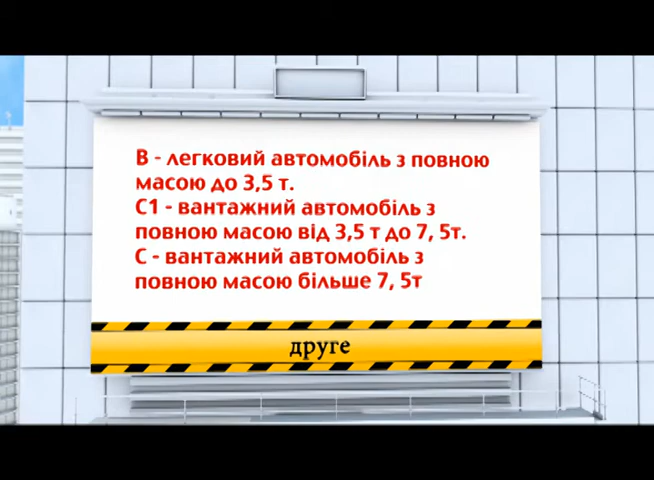 В - легковий автомобіль з повною
масою до 3,5 т.
С1 - вантажний автомобіль з
повною масою від 3,5 т до 7, 5т.
С - вантажний автомобіль з
повною масою більше 7, 5т
друге